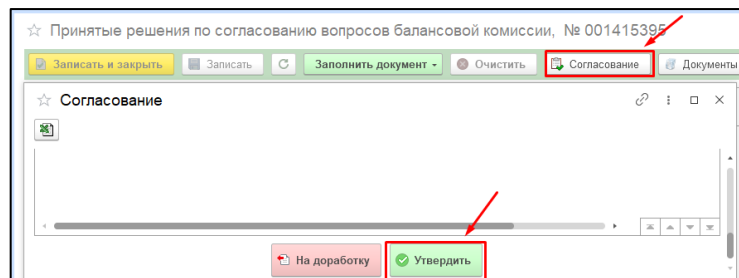 Принятые решения по согласованию вопросов балансовой комиссии, № 001415395
Записать и закрыть Записать Заполнить документ Очистить Согласование Документы
Согласование
На доработку Утвердить